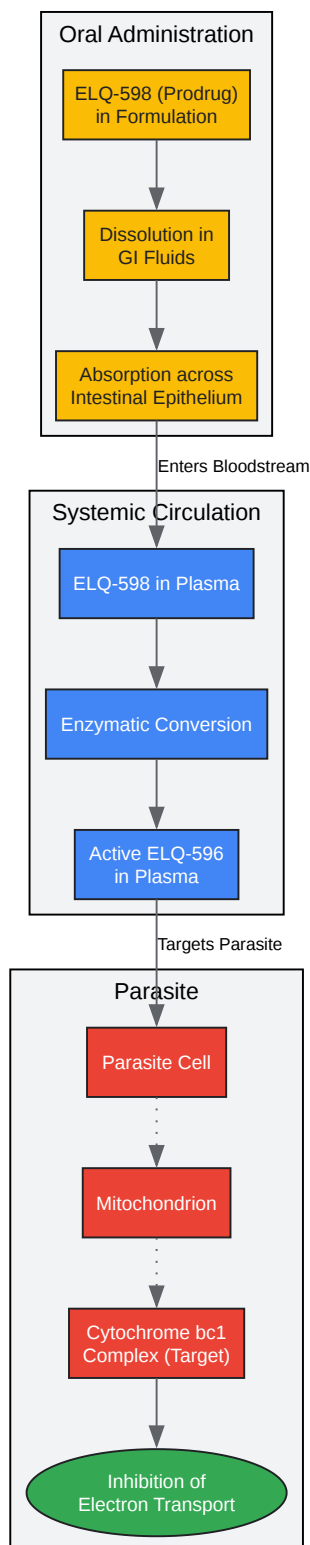 Oral Administration
ELQ-598 (Prodrug)
in Formulation
Dissolution in
GI Fluids
Absorption across
Intestinal Epithelium
Enters Bloodstream
Systemic Circulation
ELQ-598 in Plasma
Enzymatic Conversion
Active ELQ-596
in Plasma
Targets Parasite
Parasite
Parasite Cell
Mitochondrion
Cytochrome bc1
Complex (Target)
Inhibition of
Electron Transport